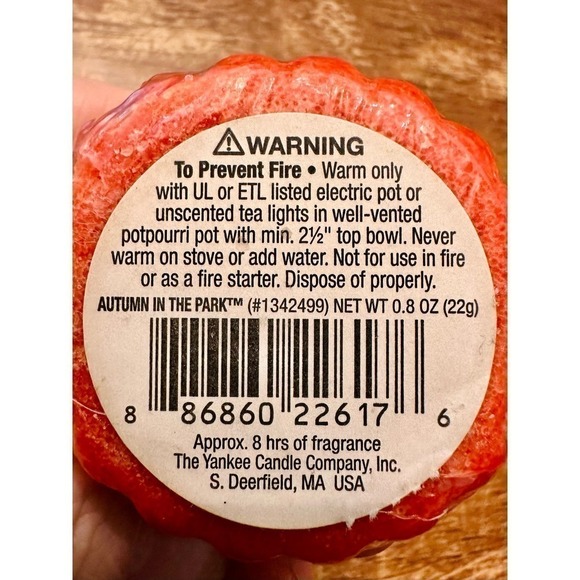 ⚠WARNING
To Prevent Fire • Warm only
with UL or ETL listed electric pot or
unscented tea lights in well-vented
potpourri pot with min. 2½" top bowl. Never
warm on stove or add water. Not for use in fire
or as a fire starter. Dispose of properly.
AUTUMN IN THE PARK™ (#1342499) NET WT 0.8 OZ (22g)
8 86860 22617 6
Approx. 8 hrs of fragrance
The Yankee Candle Company, Inc.
S. Deerfield, MA USA